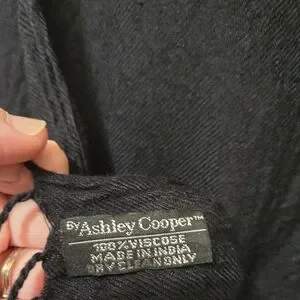 BY Ashley Cooper™
100% VISCOSE
MADE IN INDIA
DRY CLEAN ONLY